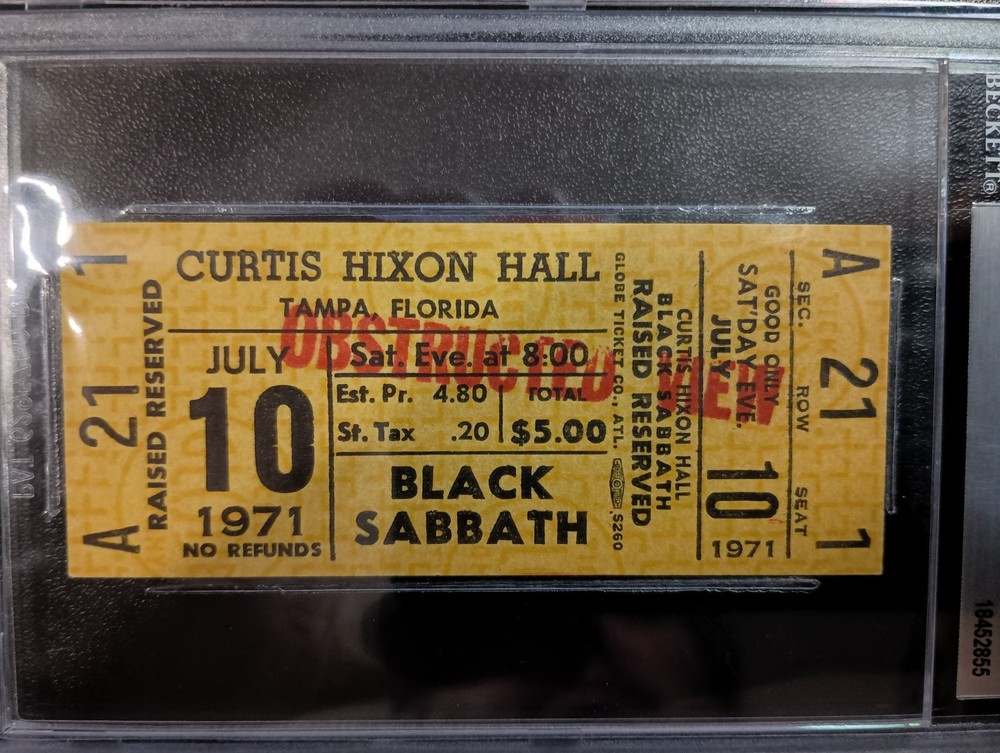 A 21 1
RAISED RESERVED
CURTIS HIXON HALL
TAMPA, FLORIDA
JULY
10
1971
NO REFUNDS
Sat. Eve. at 8:00
Est. Pr. 4.80
St. Tax .20
TOTAL
$5.00
BLACK
SABBATH
OBSTRUCTED VIEW
GLOBE TICKET CO., ATL. S260
RAISED RESERVED
BLACK SABBATH
CURTIS HIXON HALL
JULY 10
1971
SAT'DAY EVE.
GOOD ONLY
SEC. ROW SEAT
A 21 1
BECKETT®
18452855